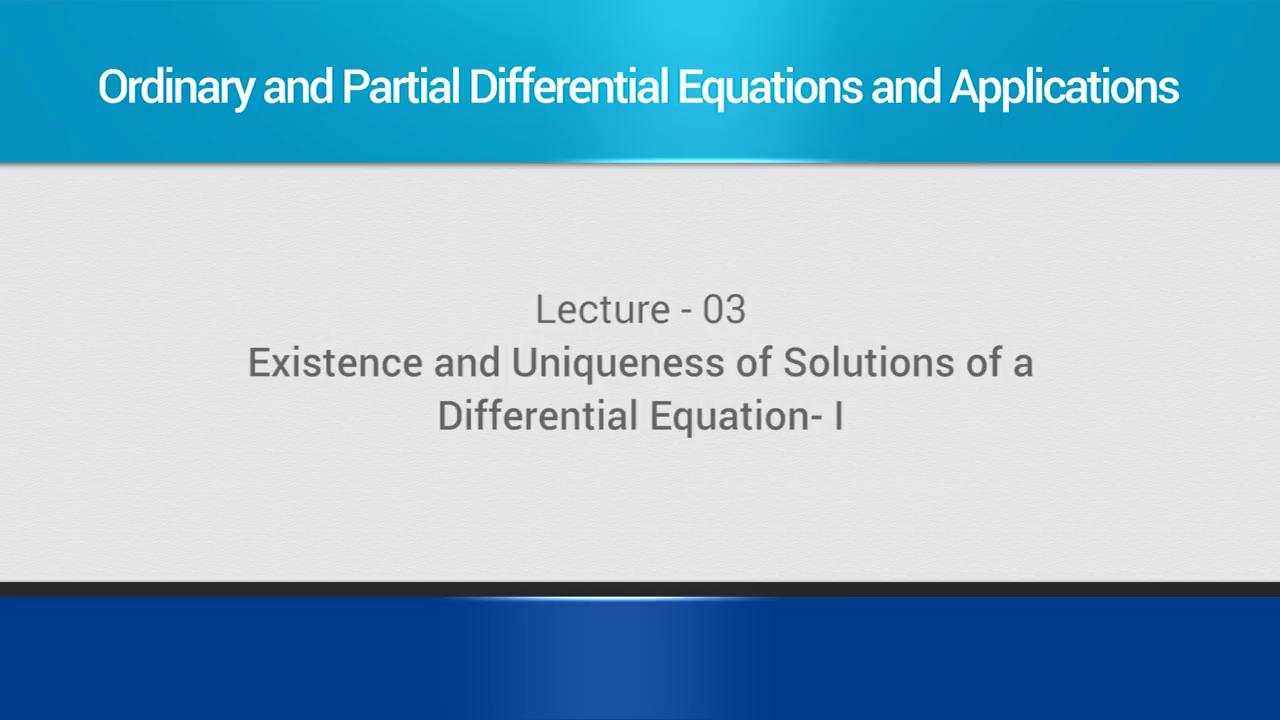 Ordinary and Partial Differential Equations and Applications
Lecture - 03
Existence and Uniqueness of Solutions of a
Differential Equation- I